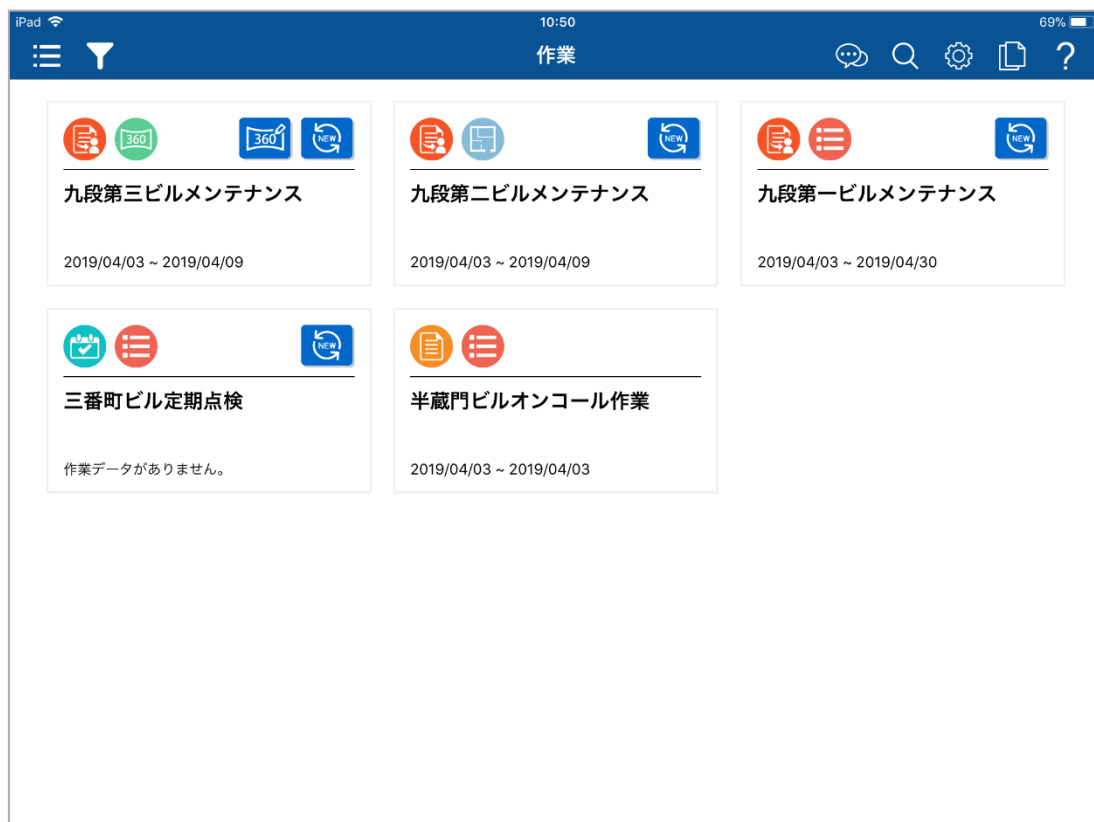 iPad 10:50 69%
作業 ?
360 360 NEW
九段第三ビルメンテナンス
2019/04/03 ~ 2019/04/09
NEW
九段第二ビルメンテナンス
2019/04/03 ~ 2019/04/09
NEW
九段第一ビルメンテナンス
2019/04/03 ~ 2019/04/30
NEW
三番町ビル定期点検
作業データがありません。
半蔵門ビルオンコール作業
2019/04/03 ~ 2019/04/03